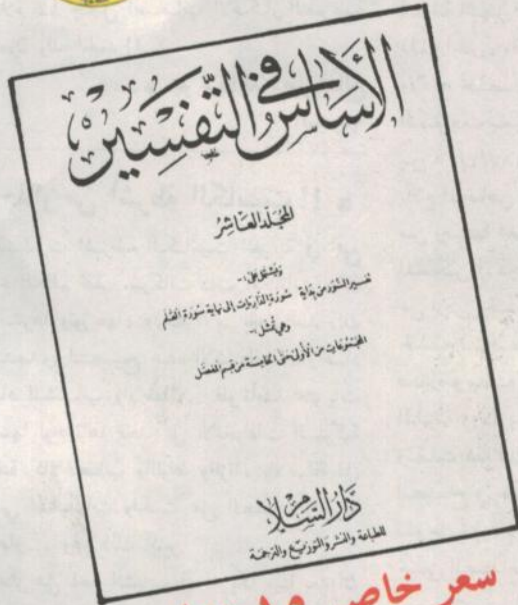 الأساس في التفسير
المجلد العاشر
ويشتمل على :-
تفسير السور من بداية سورة الذاريات إلى نهاية سورة القلم
وهي تمثل :-
المجموعات من الأولى حتى الخامسة من قسم المفصل
دار السلام
للطباعة والنشر والتوزيع والترجمة
سعر خاص